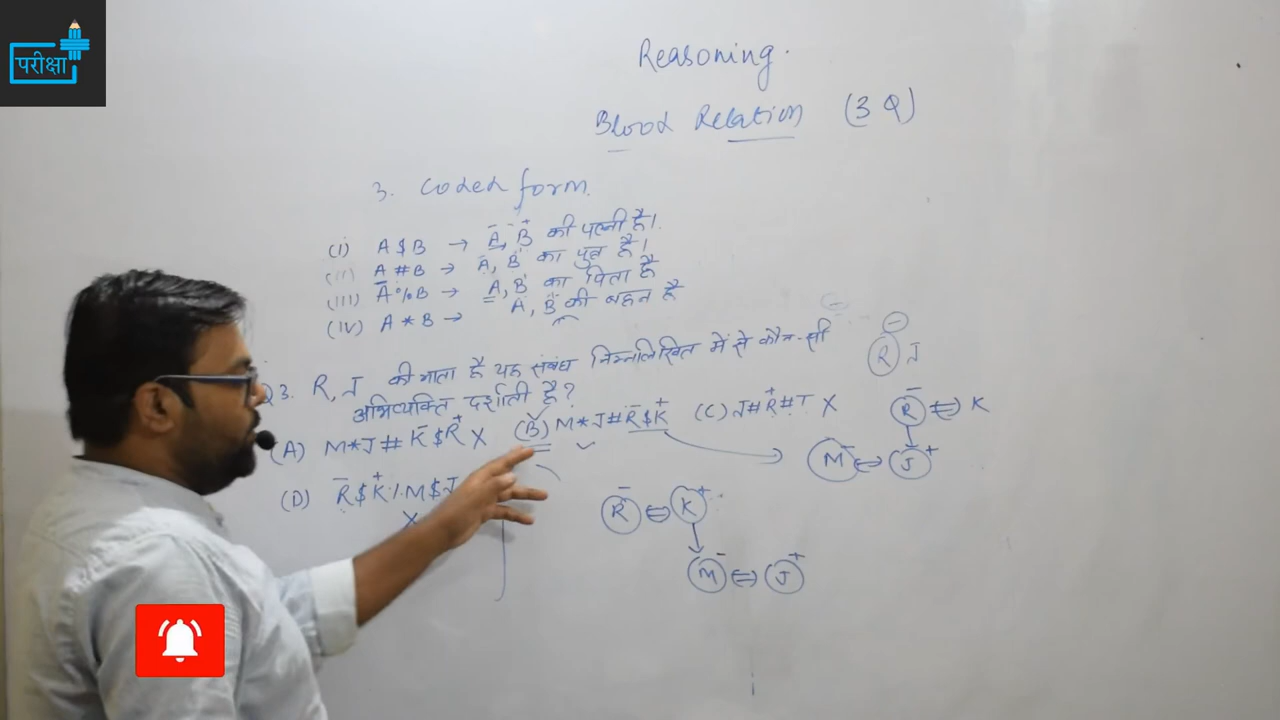 परीक्षा
Reasoning.
Blood Relation (3 Q)
3. Coded form.
(I) A $ B → A, B की पत्नी है।
(II) A # B → A, B का पुत्र है।
(III) A % B → A, B का पिता है
(IV) A * B → A, B की बहन है
Q3. R, J की माता है यह संबंध निम्नलिखित में से कौन-सी
अभिव्यक्ति दर्शाती है?
(A) M * J # K $ R X (B) M * J # R $ K (C) J # R # T X
(D) R $ K % M $ J
X
R J
R ⇔ K
M ⇔ J
R ⇔ K
M ⇔ J